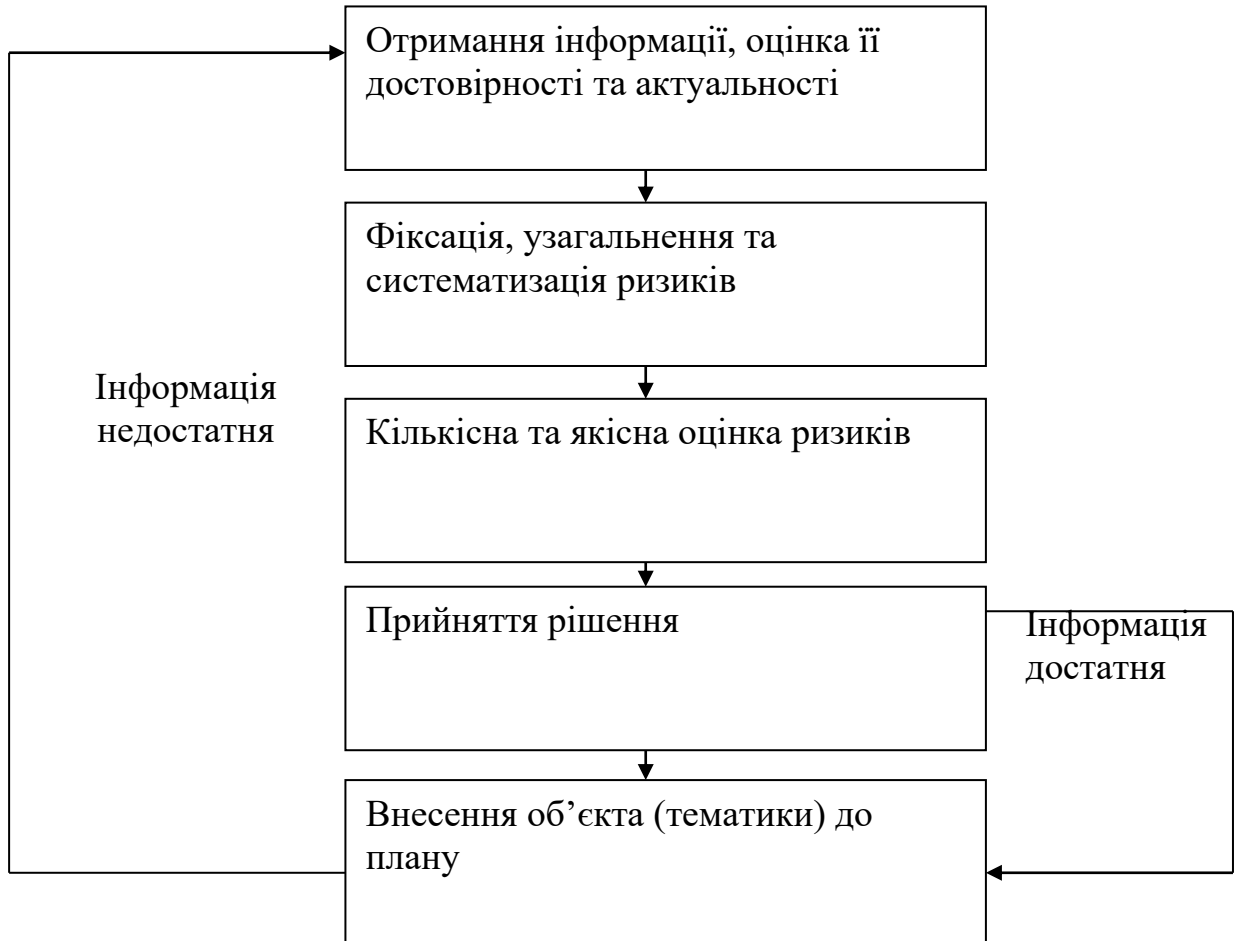 Отримання інформації, оцінка її
достовірності та актуальності
Фіксація, узагальнення та
систематизація ризиків
Інформація
недостатня
Кількісна та якісна оцінка ризиків
Прийняття рішення
Інформація
достатня
Внесення об’єкта (тематики) до
плану